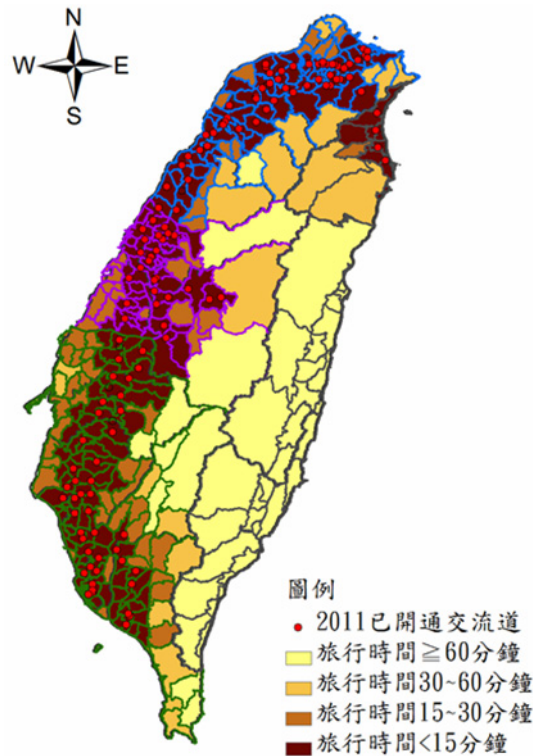 N
W E
S
圖例
2011已開通交流道
旅行時間≧60分鐘
旅行時間30~60分鐘
旅行時間15~30分鐘
旅行時間<15分鐘